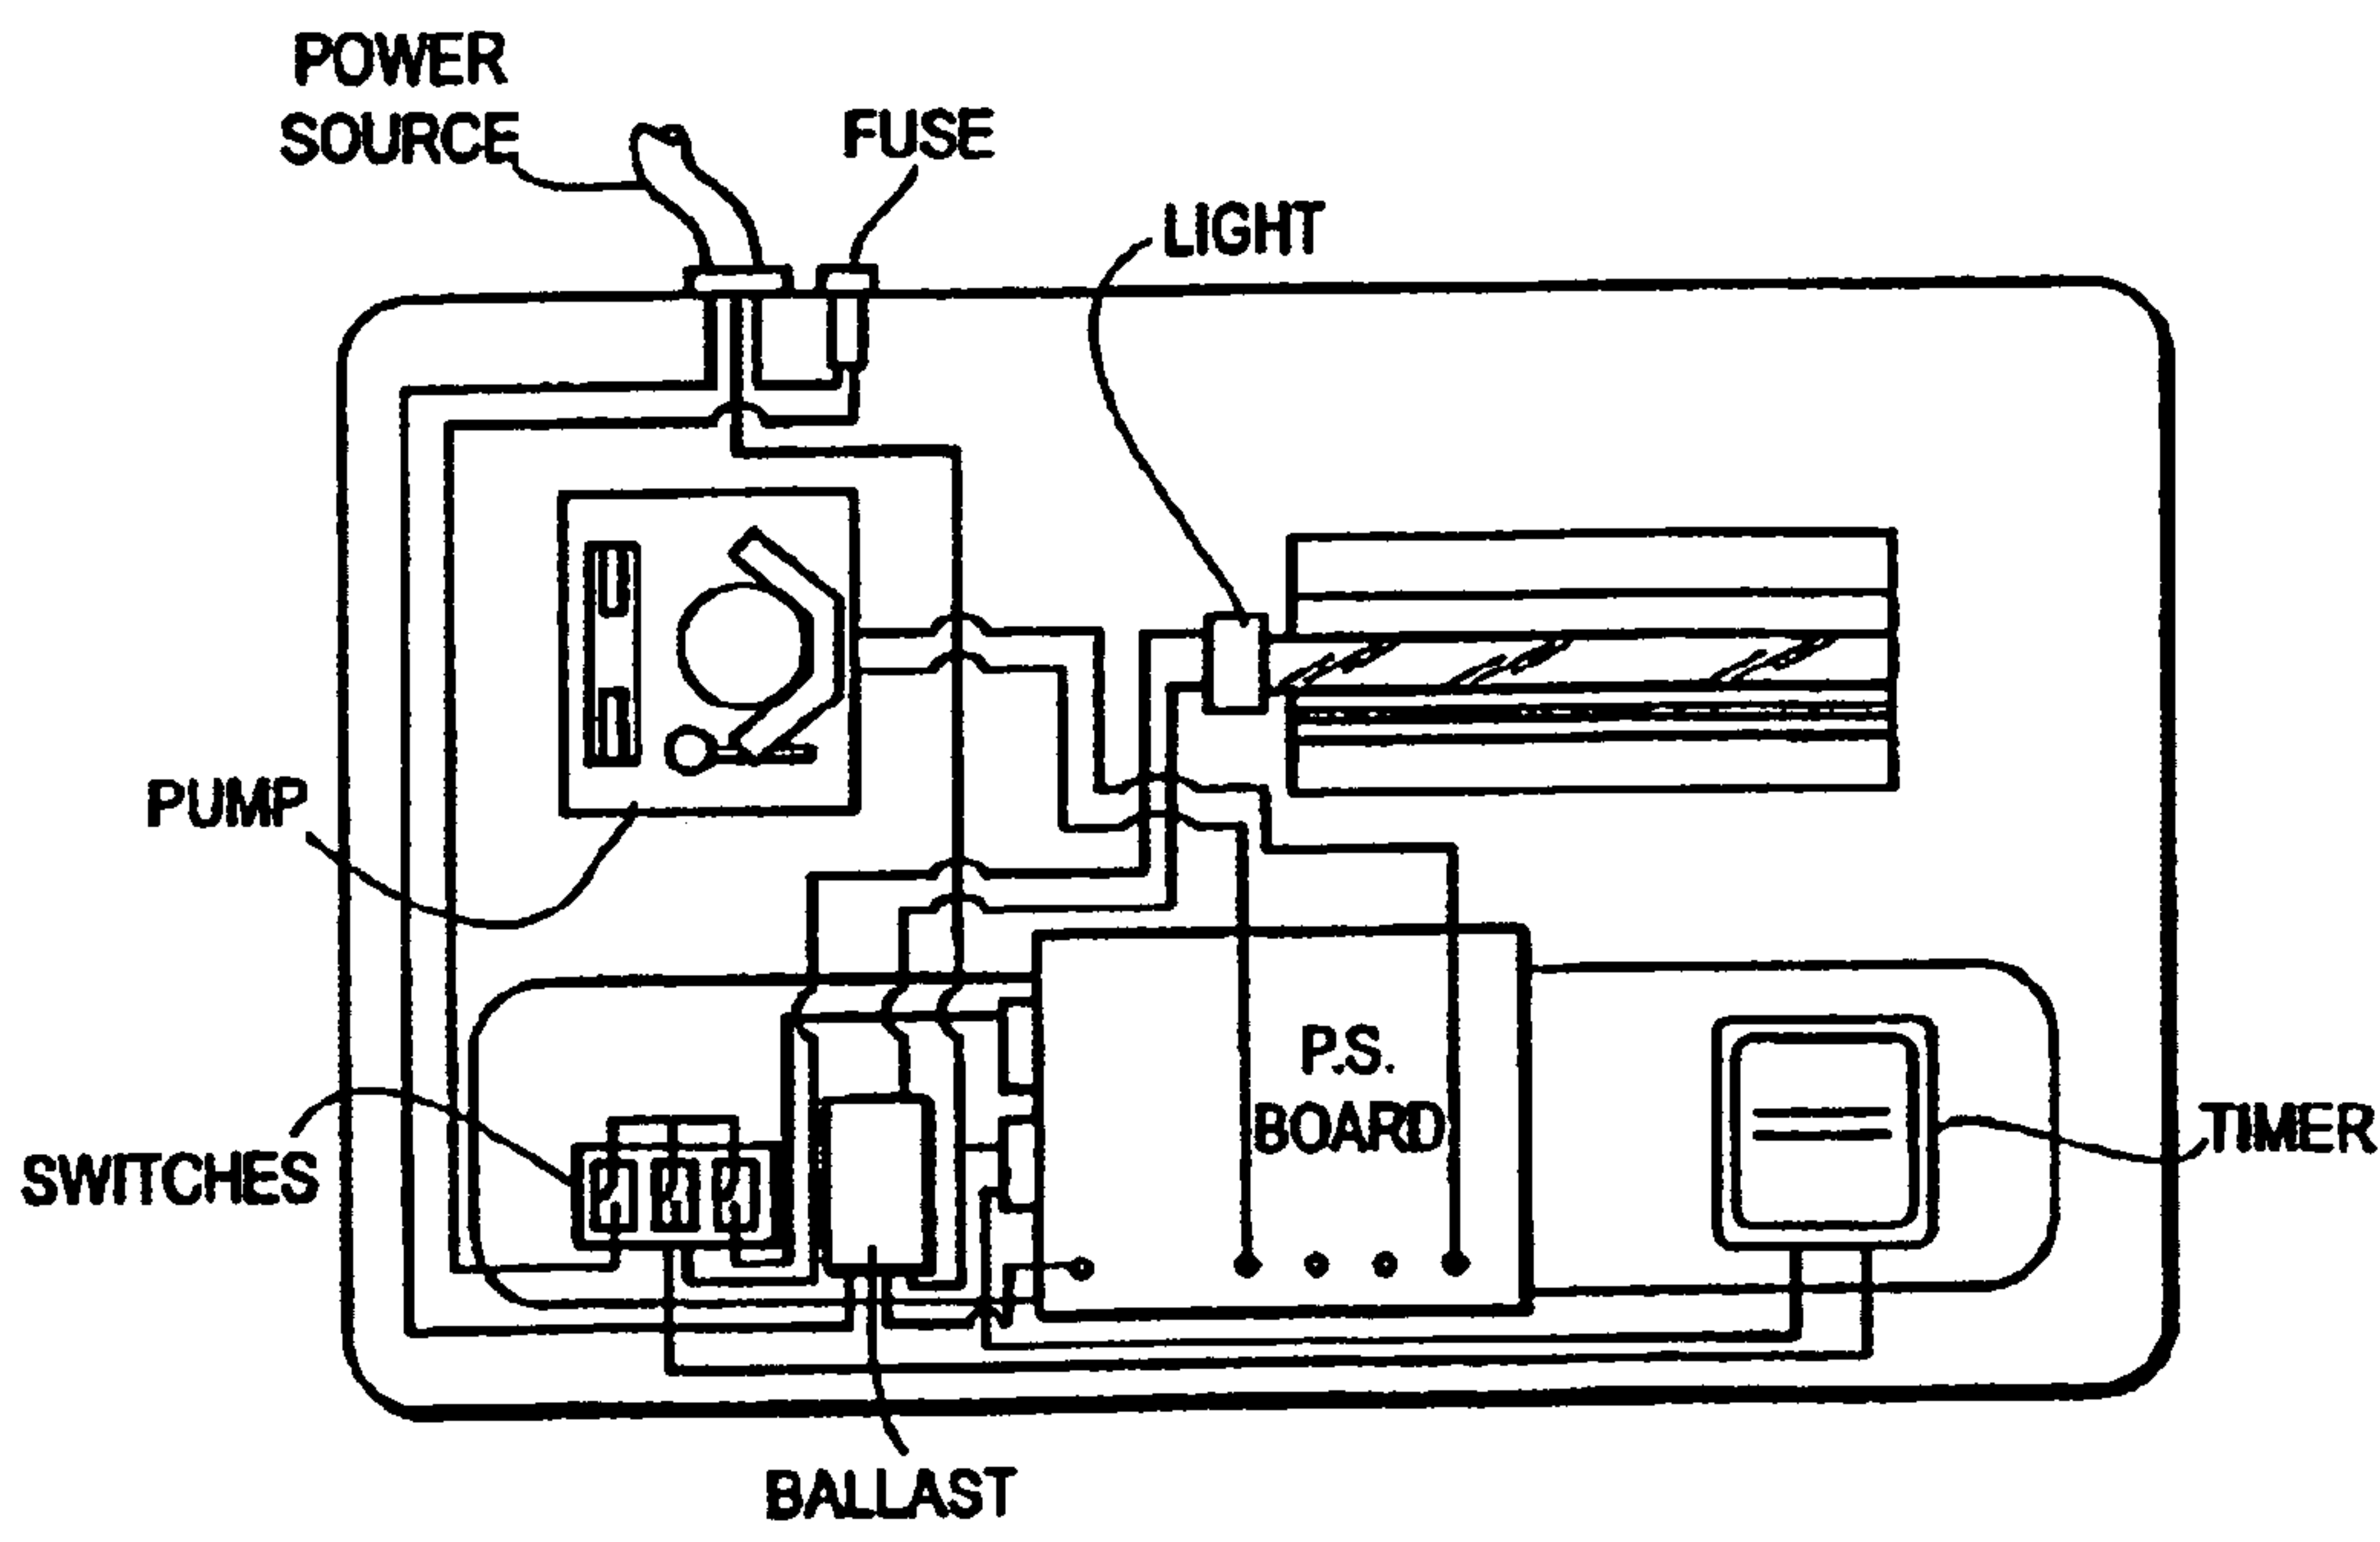 POWER
SOURCE
FUSE
LIGHT
PUMP
P.S.
BOARD
SWITCHES
TIMER
BALLAST